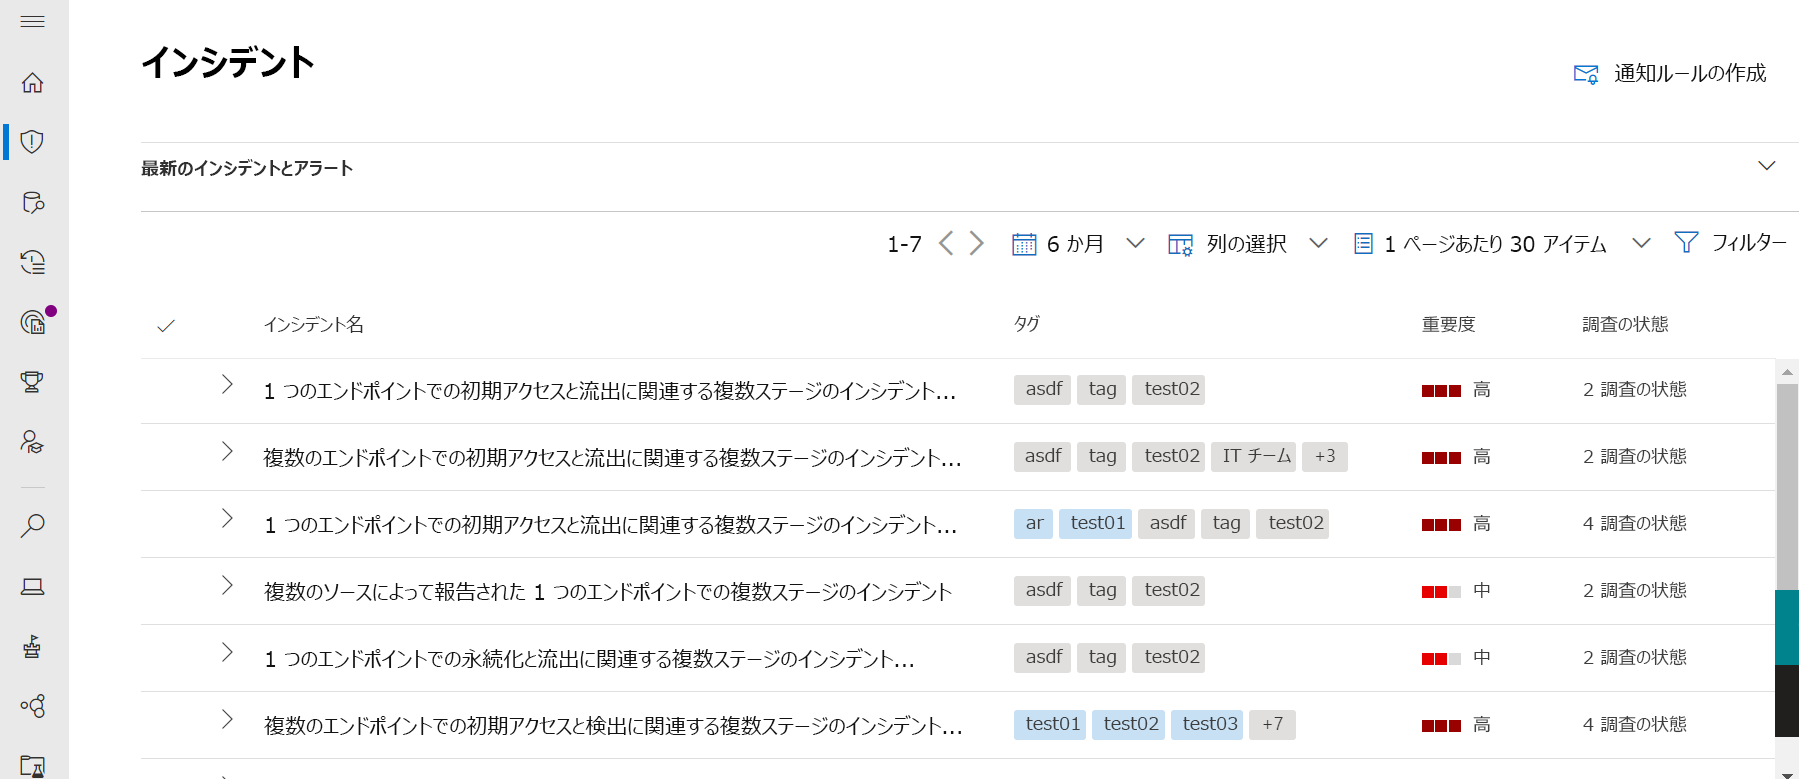 インシデント
通知ルールの作成
最新のインシデントとアラート
1-7 6 か月 列の選択 1 ページあたり 30 アイテム フィルター
インシデント名 タグ 重要度 調査の状態
1 つのエンドポイントでの初期アクセスと流出に関連する複数ステージのインシデント... asdf tag test02 高 2 調査の状態
複数のエンドポイントでの初期アクセスと流出に関連する複数ステージのインシデント... asdf tag test02 IT チーム +3 高 2 調査の状態
1 つのエンドポイントでの初期アクセスと流出に関連する複数ステージのインシデント... ar test01 asdf tag test02 高 4 調査の状態
複数のソースによって報告された 1 つのエンドポイントでの複数ステージのインシデント asdf tag test02 中 2 調査の状態
1 つのエンドポイントでの永続化と流出に関連する複数ステージのインシデント... asdf tag test02 中 2 調査の状態
複数のエンドポイントでの初期アクセスと検出に関連する複数ステージのインシデント... test01 test02 test03 +7 高 4 調査の状態